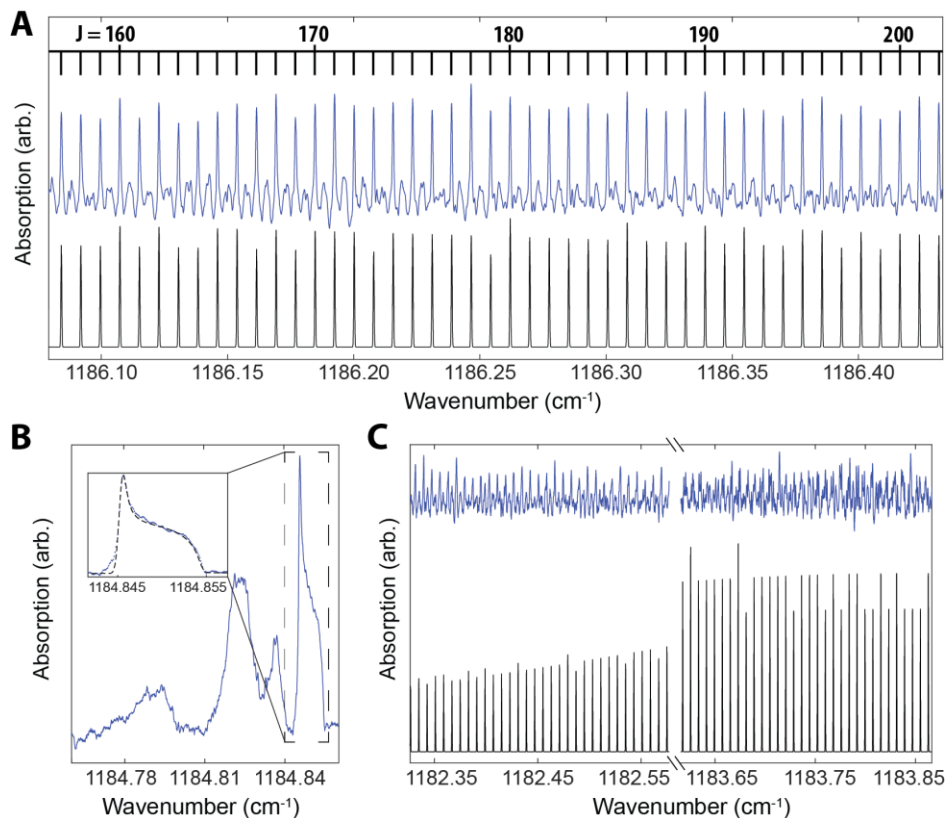 A
J = 160 170 180 190 200
Absorption (arb.)
1186.10 1186.15 1186.20 1186.25 1186.30 1186.35 1186.40
Wavenumber (cm⁻¹)
B
Absorption (arb.)
1184.845 1184.855
1184.78 1184.81 1184.84
Wavenumber (cm⁻¹)
C
Absorption (arb.)
1182.35 1182.45 1182.55 1183.65 1183.75 1183.85
Wavenumber (cm⁻¹)